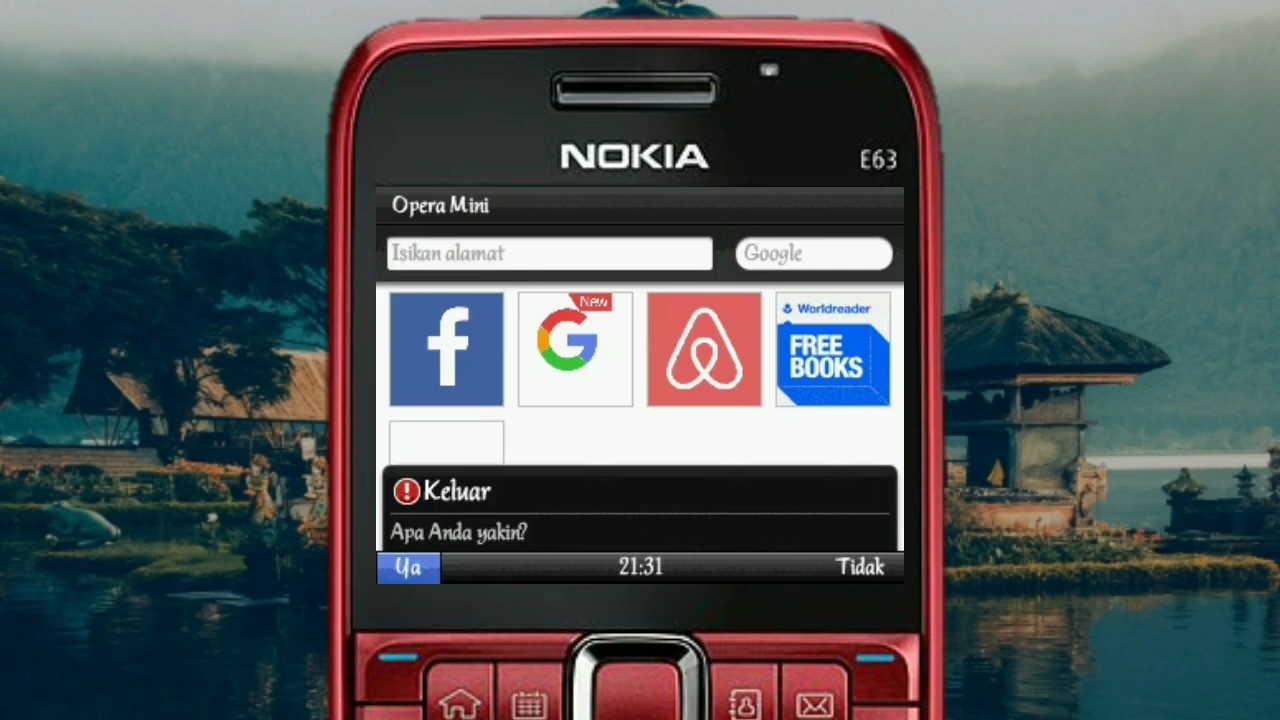 NOKIA
E63
Opera Mini
Isikan alamat
Google
f
New
G
Worldreader
FREE
BOOKS
Keluar
Apa Anda yakin?
Ya
21:31
Tidak